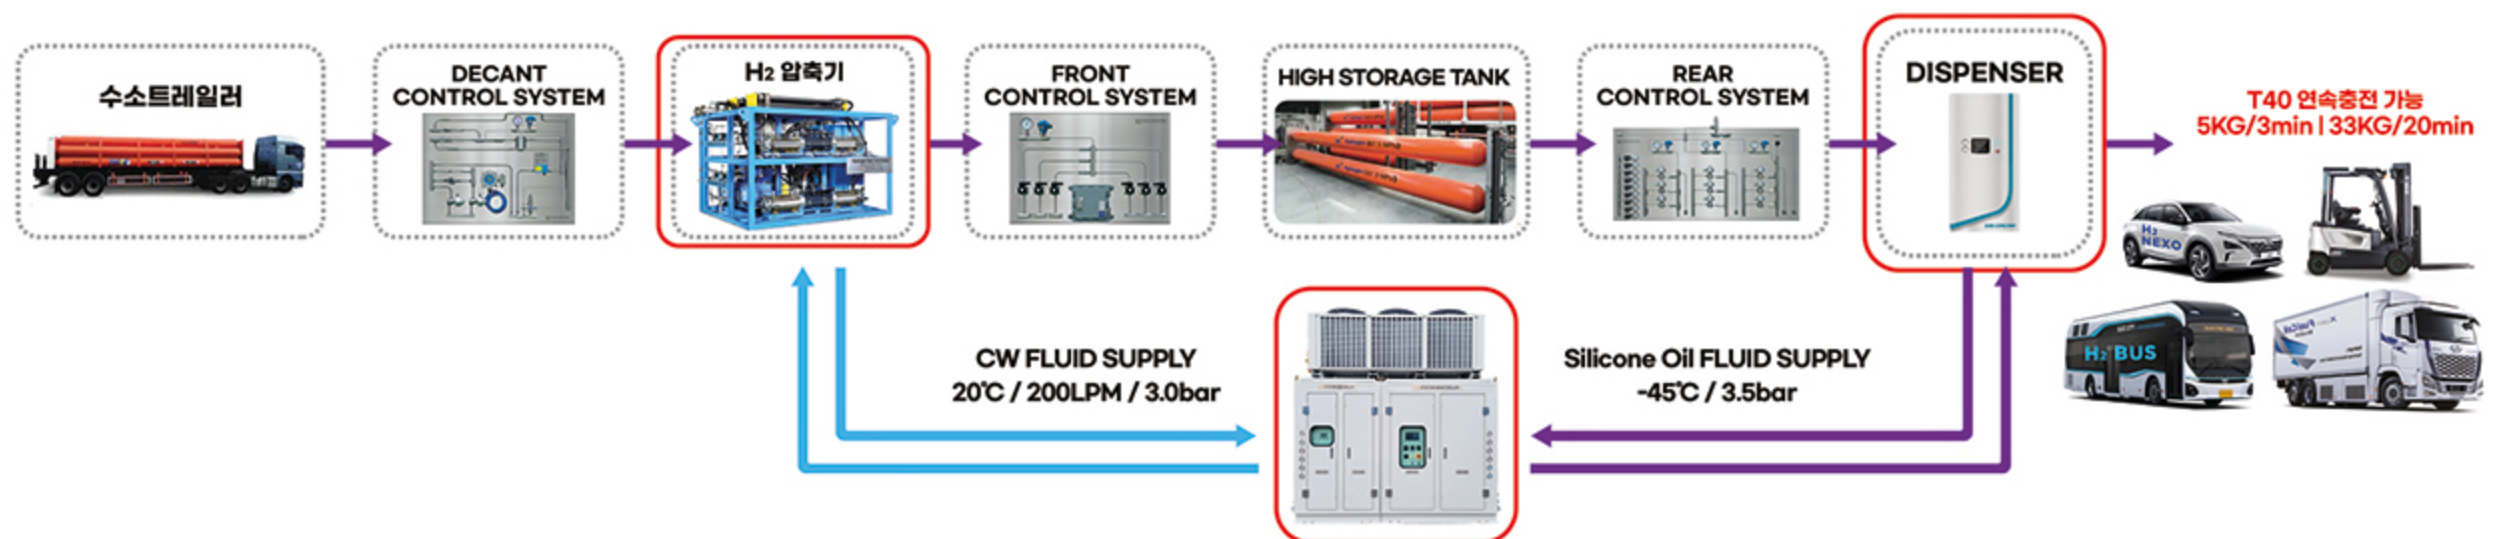 수소트레일러
DECANT
CONTROL SYSTEM
H₂ 압축기
FRONT
CONTROL SYSTEM
HIGH STORAGE TANK
REAR
CONTROL SYSTEM
DISPENSER
T40 연속충전 가능
5KG/3min | 33KG/20min
H₂
NEXO
H₂ BUS
CW FLUID SUPPLY
20℃ / 200LPM / 3.0bar
Silicone Oil FLUID SUPPLY
-45℃ / 3.5bar